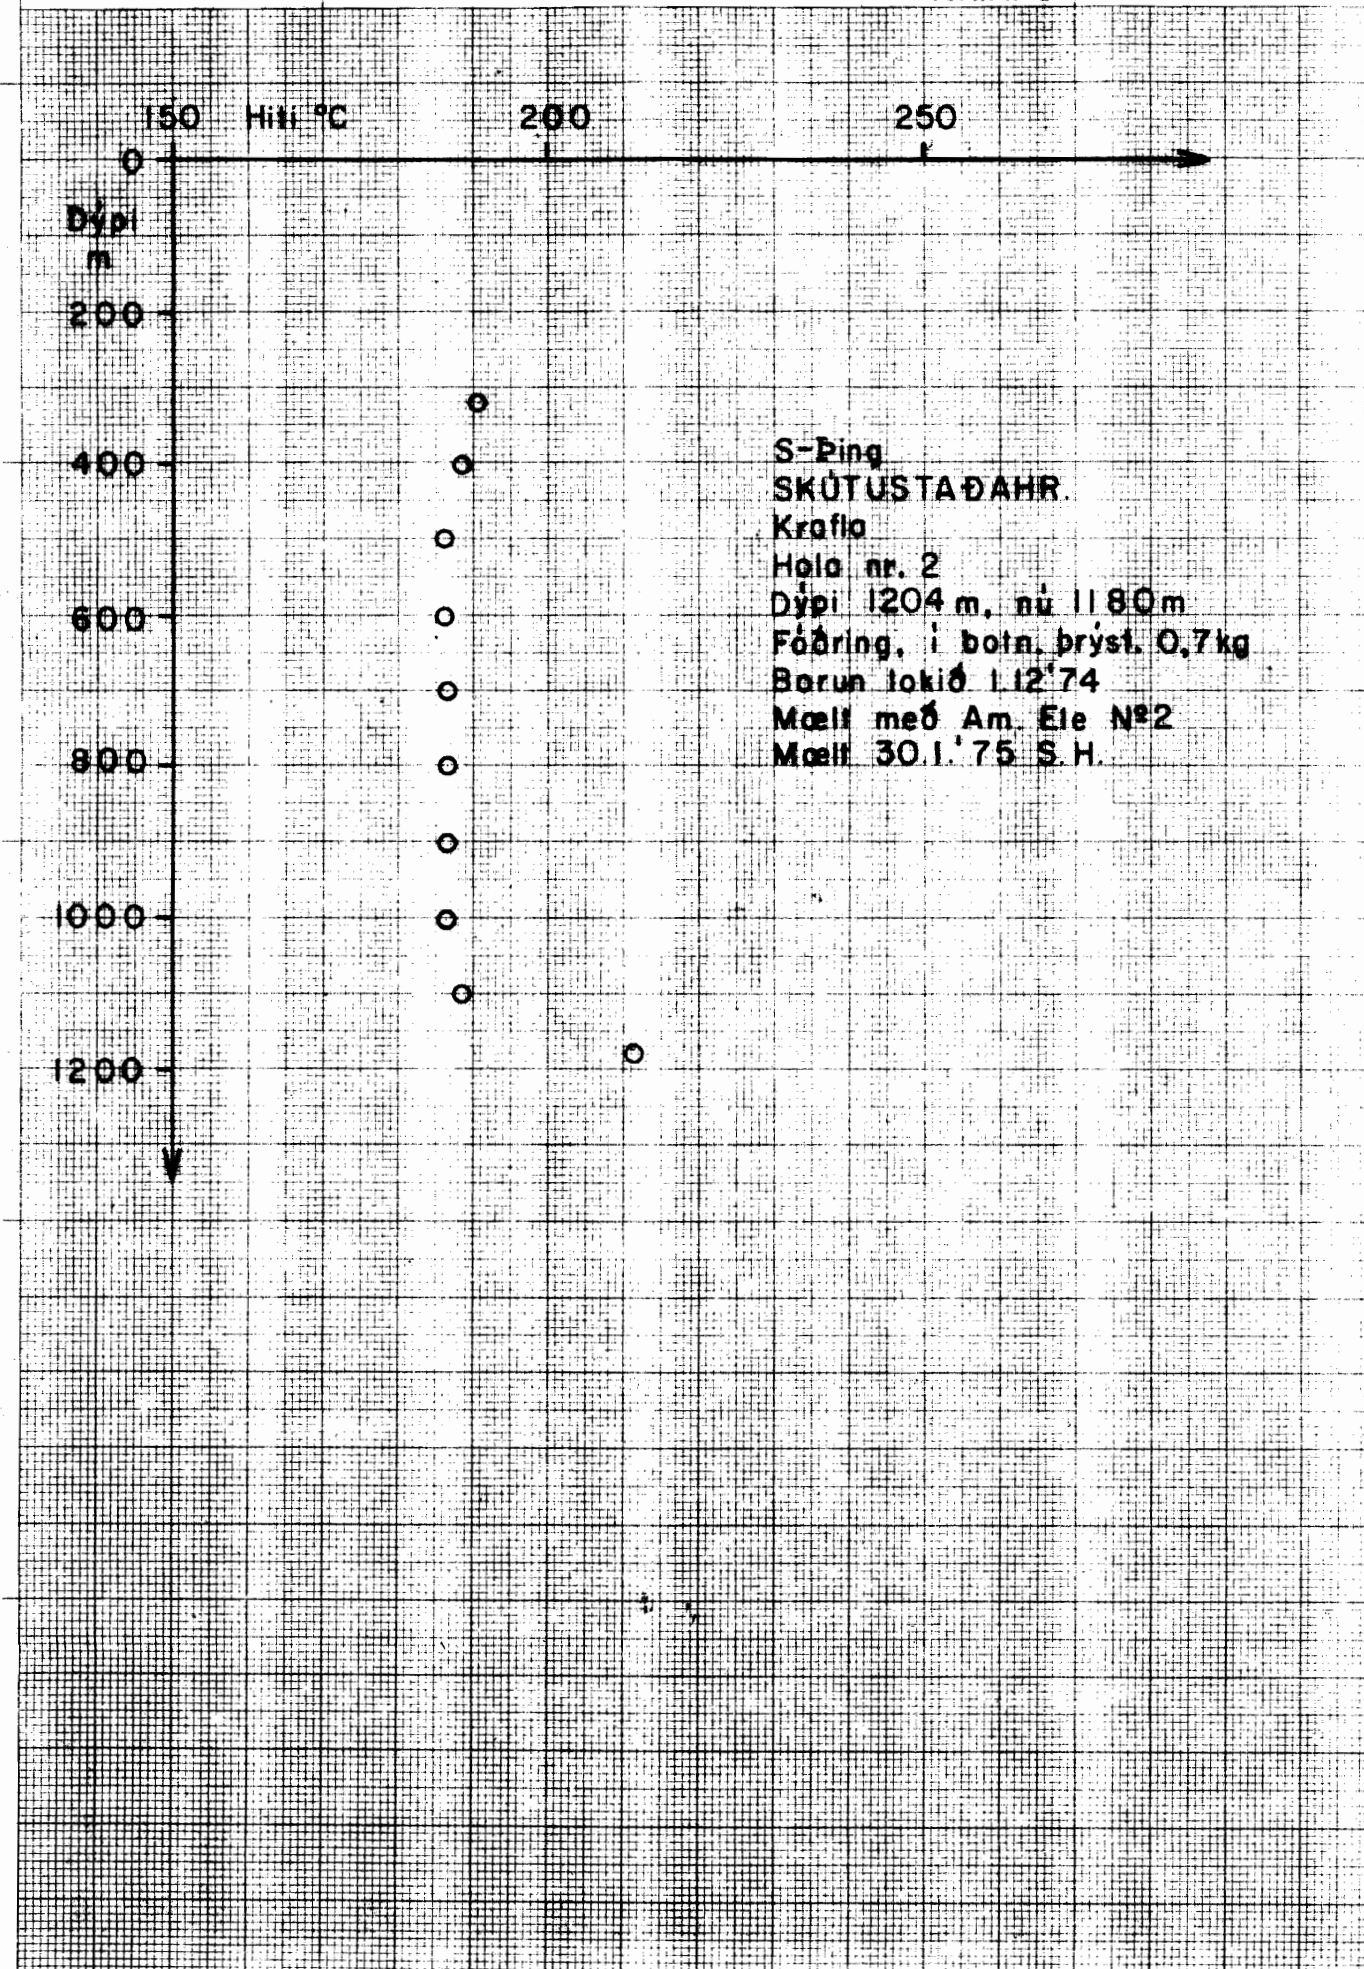 150 Hiti °C 200 250
0
Dýpi
m
200
400
600
800
1000
1200
S-Þing
SKÚTUSTAÐAHR.
Krafla
Hola nr. 2
Dýpi 1204 m, nú 1180m
Fóðring, í botn. þrýst. 0,7kg
Borun lokið 1.12'74
Mælt með Am. Ele Nº2
Mælt 30.1.'75 S.H.